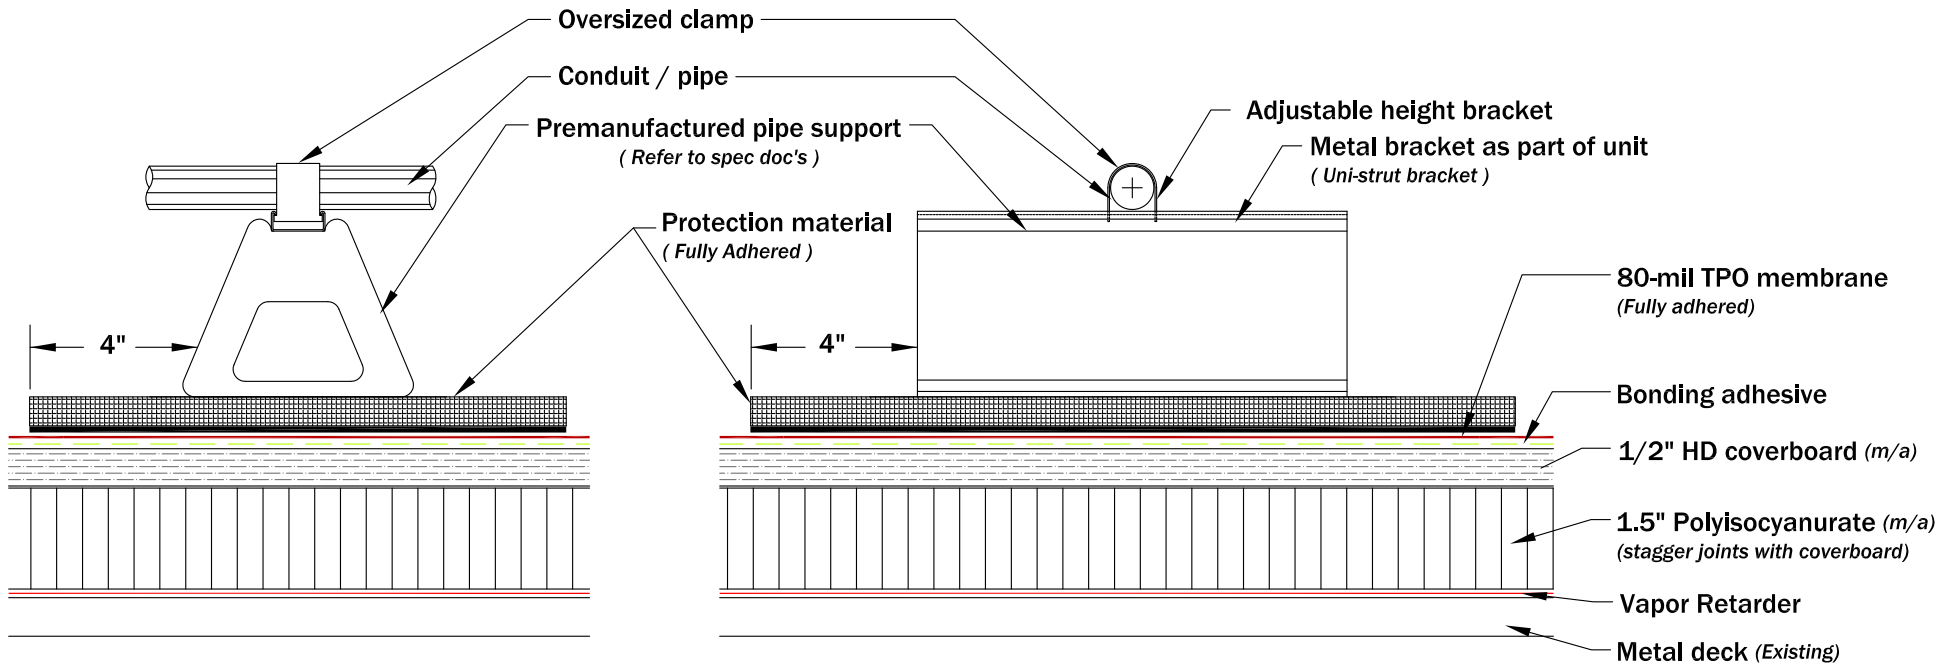 Oversized clamp
Conduit / pipe
Premanufactured pipe support
( Refer to spec doc's )
Adjustable height bracket
Metal bracket as part of unit
( Uni-strut bracket )
Protection material
( Fully Adhered )
80-mil TPO membrane
(Fully adhered)
4"
4"
Bonding adhesive
1/2" HD coverboard (m/a)
1.5" Polyisocyanurate (m/a)
(stagger joints with coverboard)
Vapor Retarder
Metal deck (Existing)